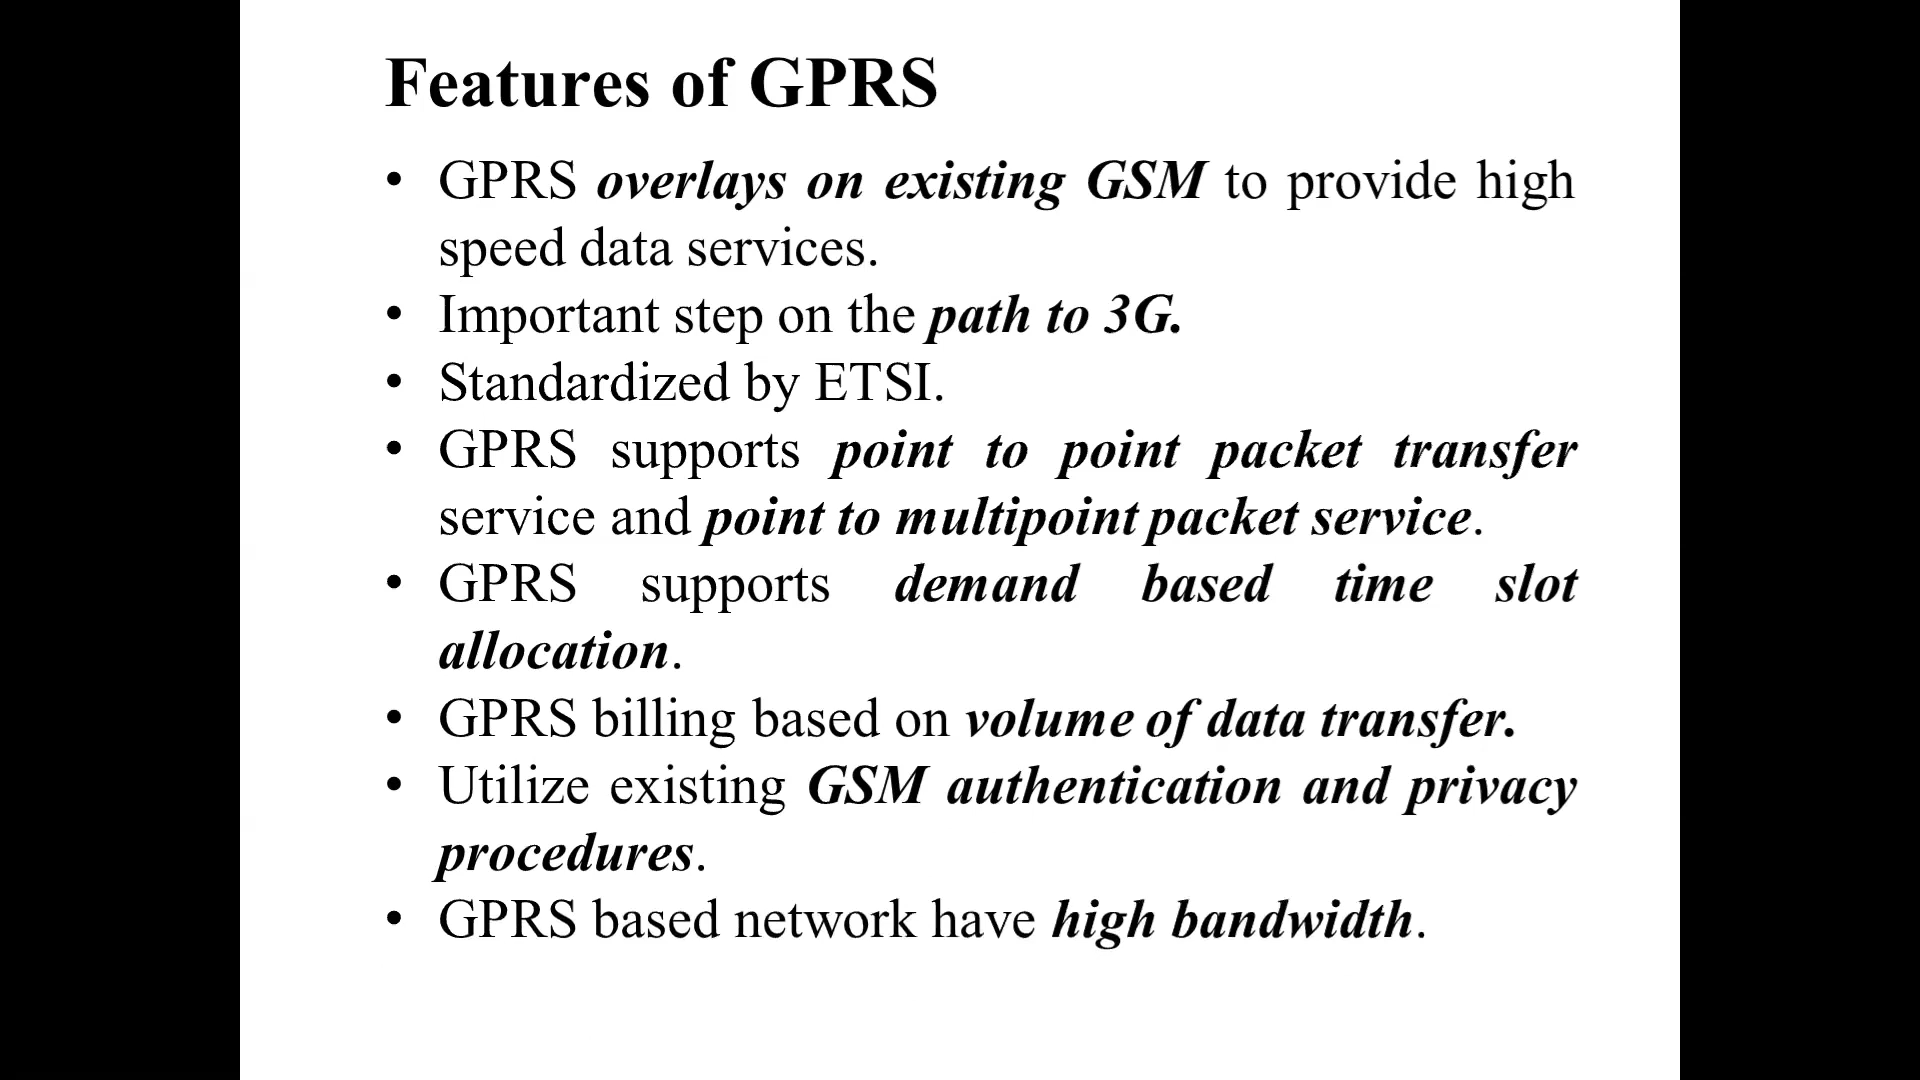 Features of GPRS
• GPRS overlays on existing GSM to provide high
speed data services.
• Important step on the path to 3G.
• Standardized by ETSI.
• GPRS supports point to point packet transfer
service and point to multipoint packet service.
• GPRS supports demand based time slot
allocation.
• GPRS billing based on volume of data transfer.
• Utilize existing GSM authentication and privacy
procedures.
• GPRS based network have high bandwidth.